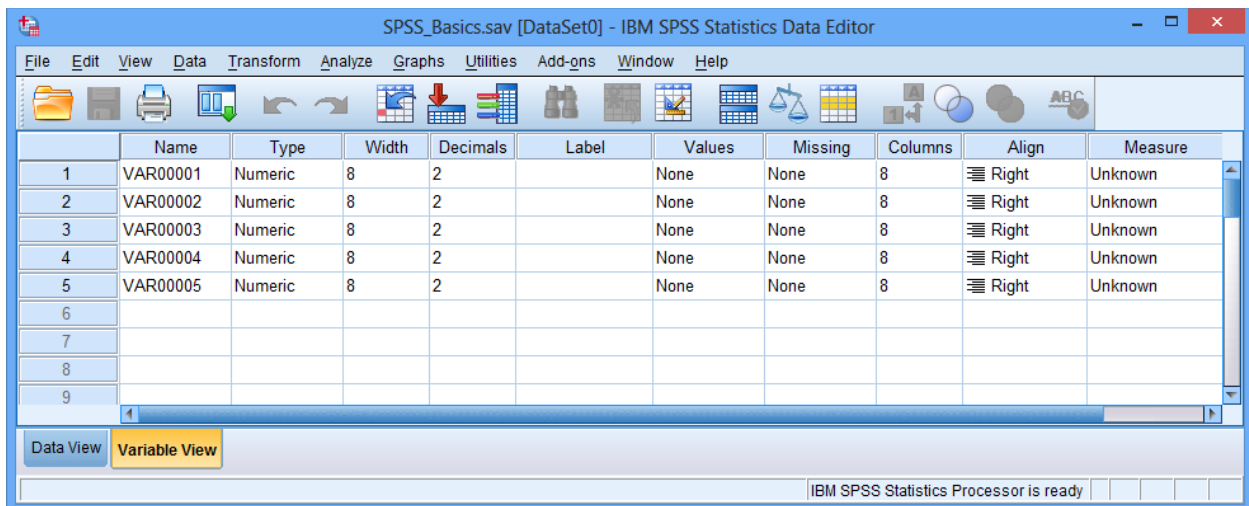 SPSS_Basics.sav [DataSet0] - IBM SPSS Statistics Data Editor
File Edit View Data Transform Analyze Graphs Utilities Add-ons Window Help
A
1 ABC
Name Type Width Decimals Label Values Missing Columns Align Measure
1 VAR00001 Numeric 8 2 None None 8 Right Unknown
2 VAR00002 Numeric 8 2 None None 8 Right Unknown
3 VAR00003 Numeric 8 2 None None 8 Right Unknown
4 VAR00004 Numeric 8 2 None None 8 Right Unknown
5 VAR00005 Numeric 8 2 None None 8 Right Unknown
6
7
8
9
Data View Variable View
IBM SPSS Statistics Processor is ready